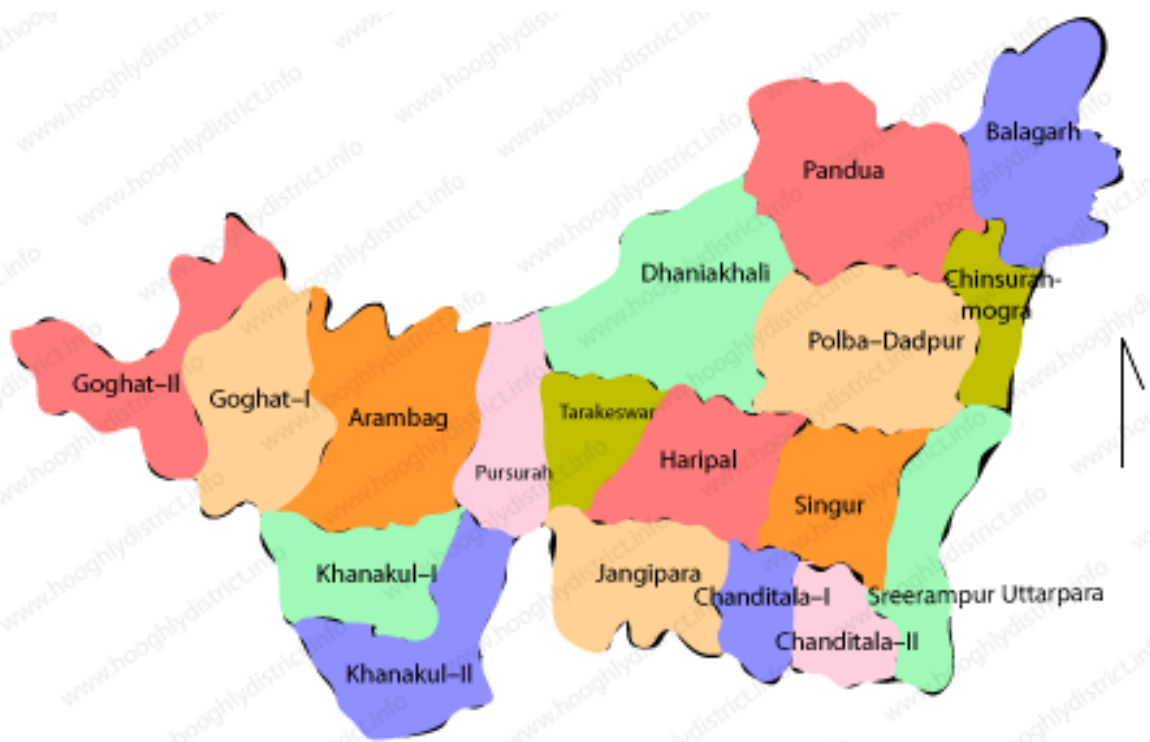 Balagarh
Pandua
Dhaniakhali
Chinsurah-
mogra
Polba-Dadpur
Goghat-II
Goghat-I
Arambag
Tarakeswar
Haripal
Pursurah
Singur
Khanakul-I
Jangipara
Chanditala-I
Sreerampur Uttarpara
Chanditala-II
Khanakul-II
www.hooghlydistrict.info